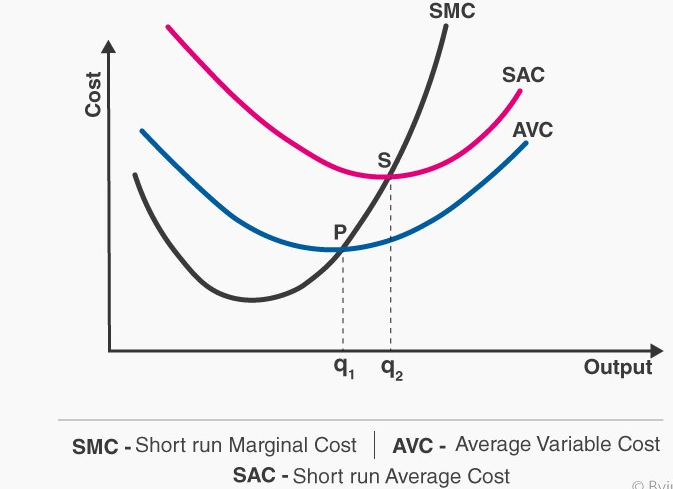 SMC
SAC
AVC
Cost
S
P
q1 q2
Output
SMC - Short run Marginal Cost | AVC - Average Variable Cost
SAC - Short run Average Cost
©